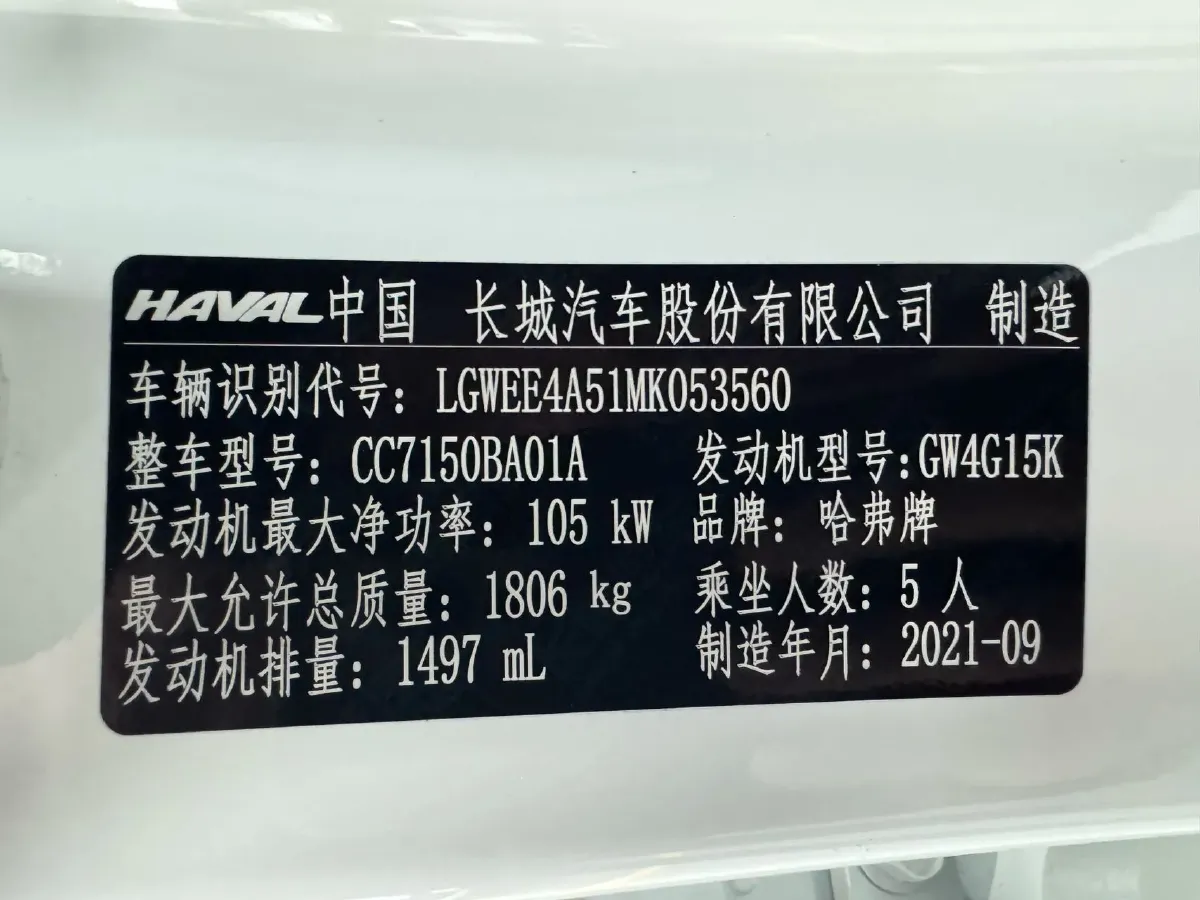 HAVAL中国 长城汽车股份有限公司 制造
车辆识别代号：LGWEE4A51MK053560
整车型号：CC7150BA01A 发动机型号:GW4G15K
发动机最大净功率：105 kW 品牌：哈弗牌
最大允许总质量：1806 kg 乘坐人数：5 人
发动机排量：1497 mL 制造年月：2021-09